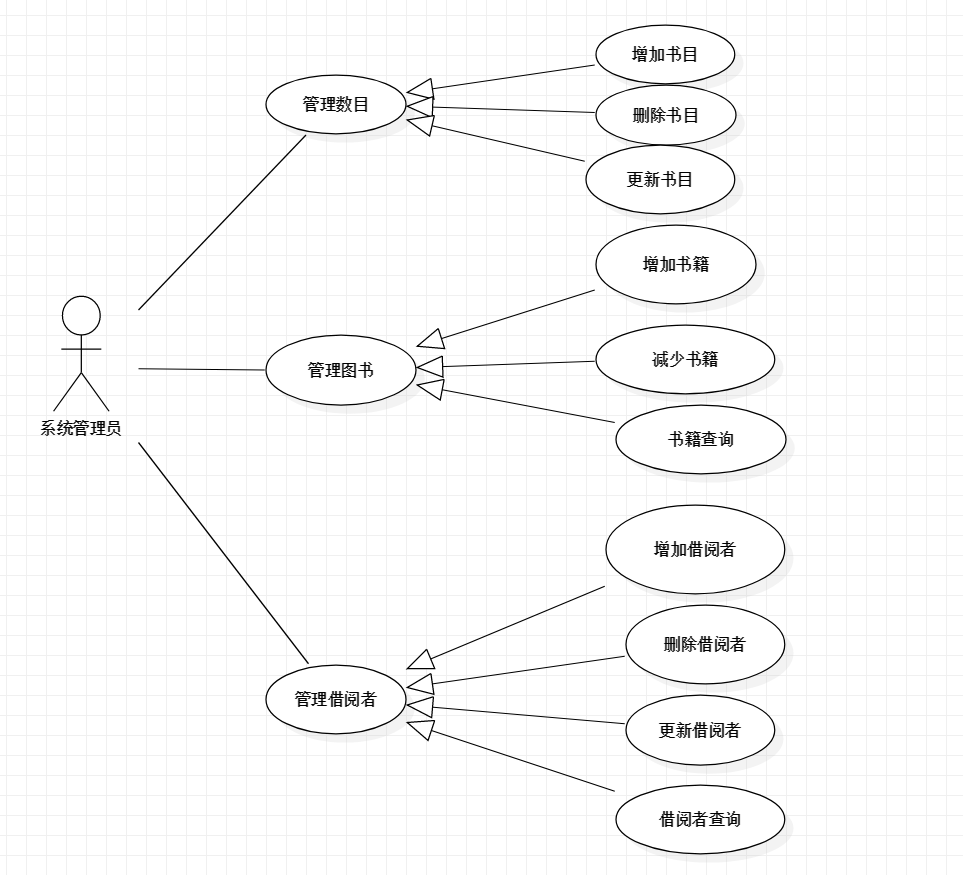 增加书目
管理数目
删除书目
更新书目
增加书籍
管理图书
减少书籍
系统管理员
书籍查询
增加借阅者
删除借阅者
管理借阅者
更新借阅者
借阅者查询